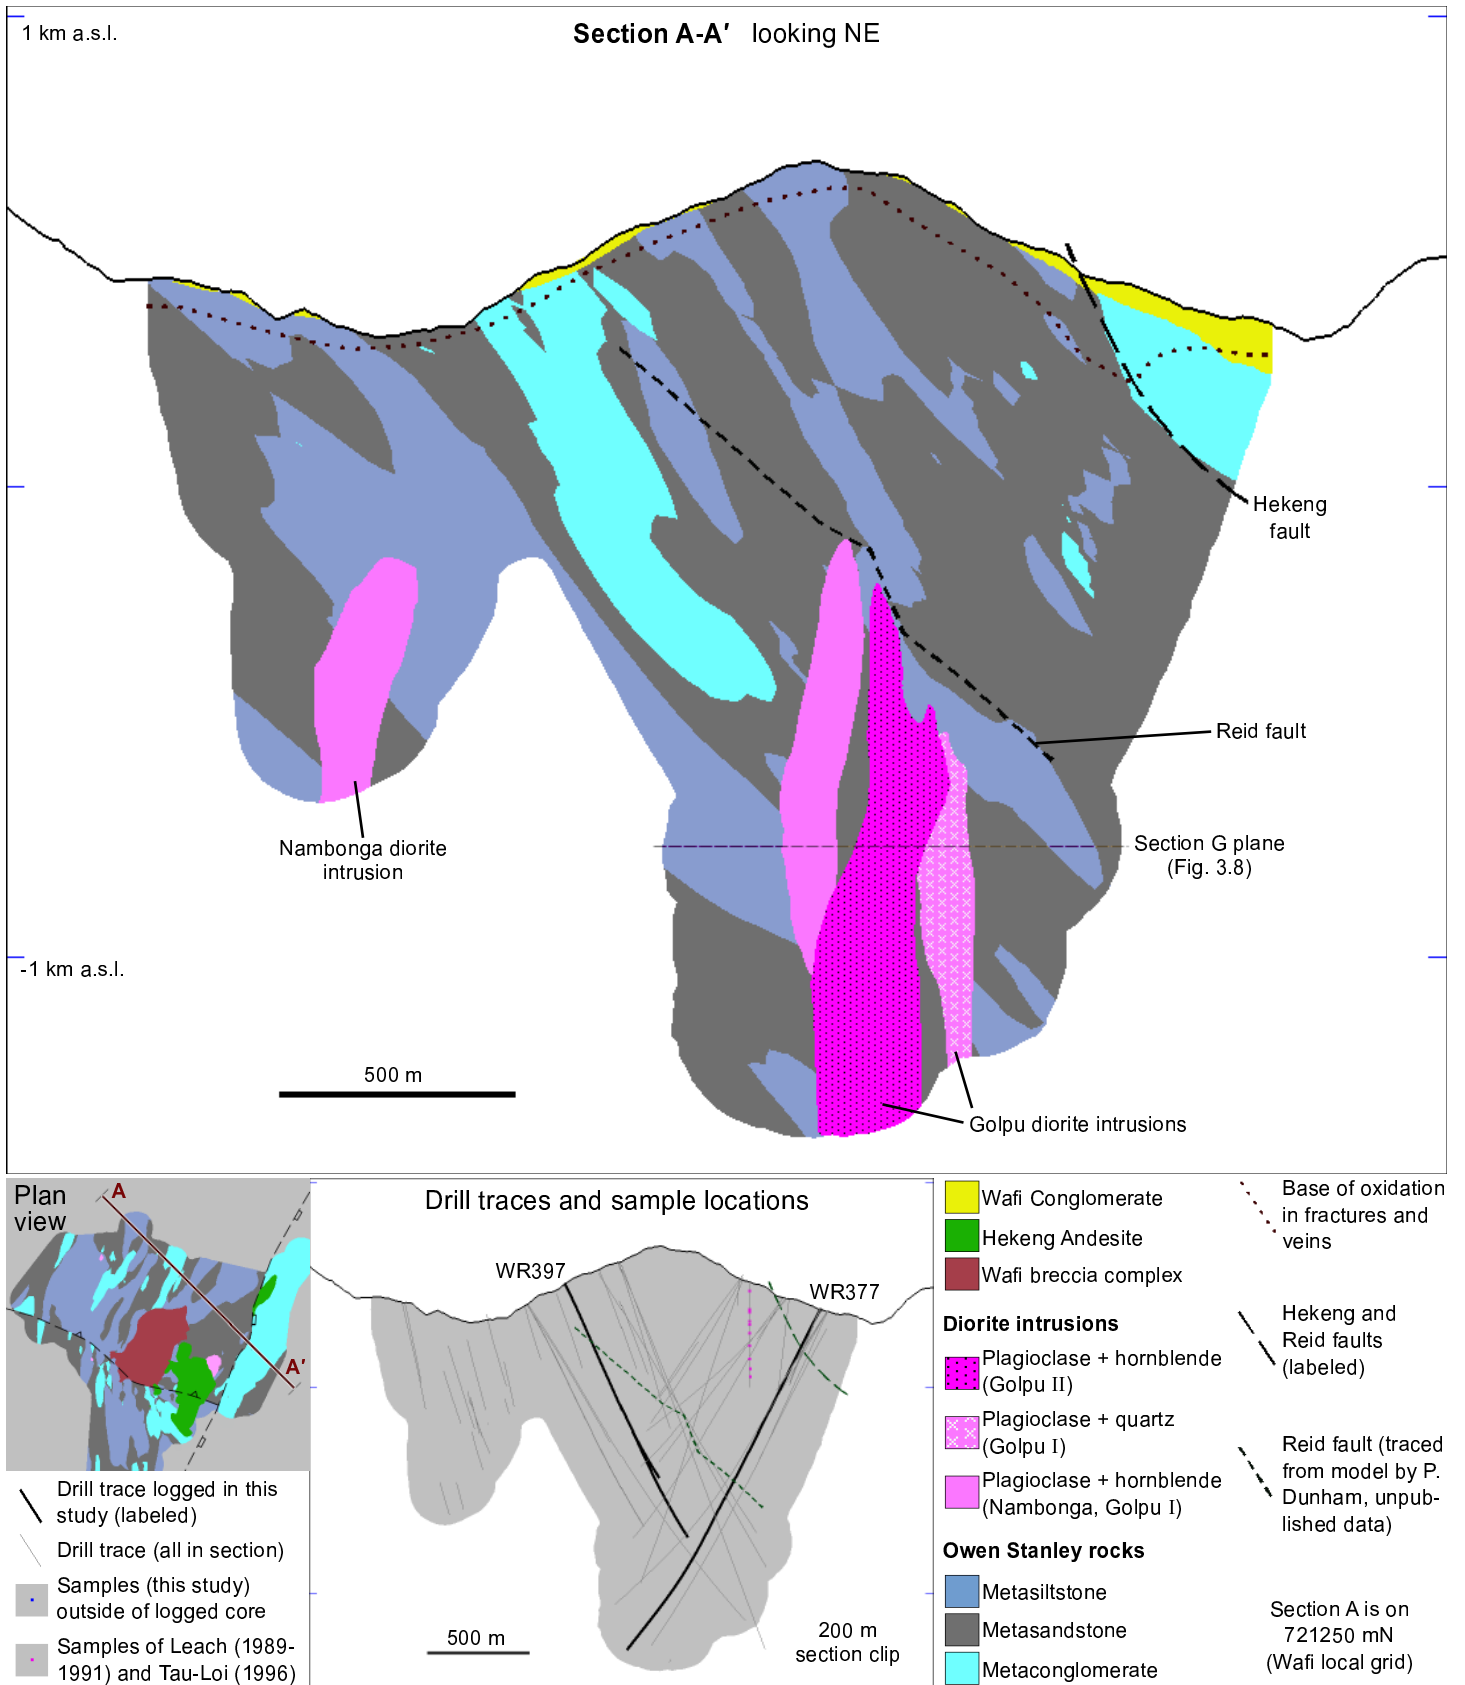 1 km a.s.l.
Section A-A′ looking NE
Hekeng
fault
Reid fault
Nambonga diorite
intrusion
Section G plane
(Fig. 3.8)
-1 km a.s.l.
500 m
Golpu diorite intrusions
Plan
view
A
A′
Drill trace logged in this
study (labeled)
Drill trace (all in section)
Samples (this study)
outside of logged core
Samples of Leach (1989-
1991) and Tau-Loi (1996)
Drill traces and sample locations
WR397
WR377
500 m
200 m
section clip
Wafi Conglomerate
Hekeng Andesite
Wafi breccia complex
Diorite intrusions
Plagioclase + hornblende
(Golpu II)
Plagioclase + quartz
(Golpu I)
Plagioclase + hornblende
(Nambonga, Golpu I)
Owen Stanley rocks
Metasiltstone
Metasandstone
Metaconglomerate
Base of oxidation
in fractures and
veins
Hekeng and
Reid faults
(labeled)
Reid fault (traced
from model by P.
Dunham, unpub-
lished data)
Section A is on
721250 mN
(Wafi local grid)